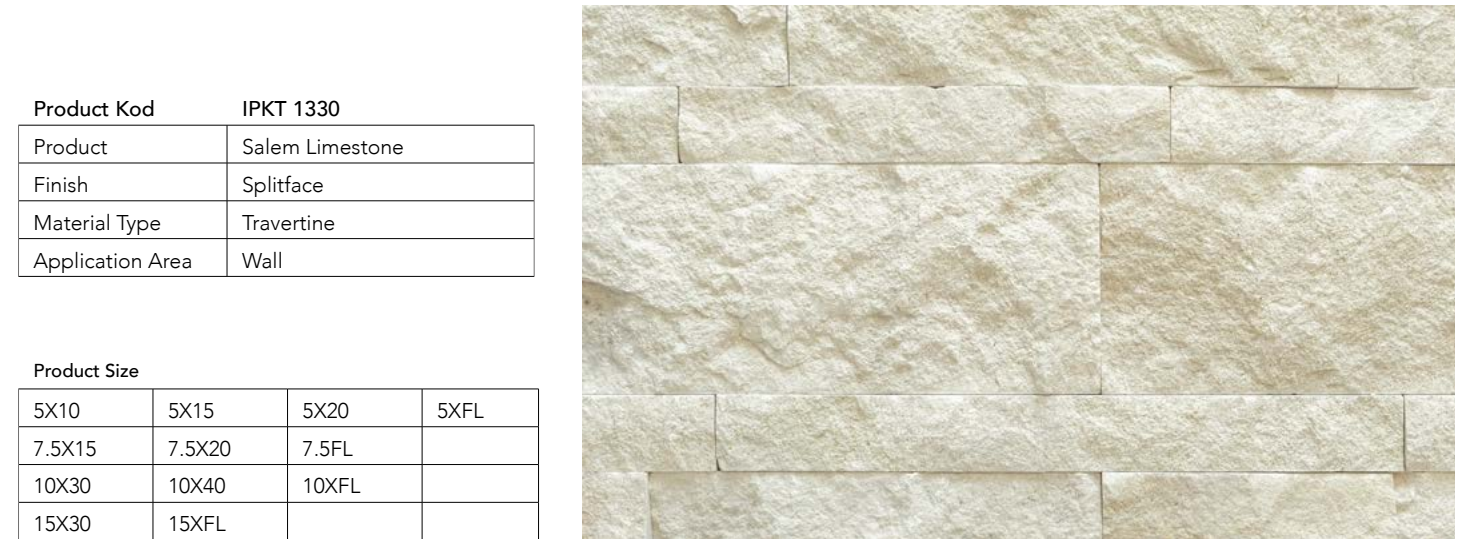 Product Kod IPKT 1330
Product Salem Limestone
Finish Splitface
Material Type Travertine
Application Area Wall
Product Size
5X10 5X15 5X20 5XFL
7.5X15 7.5X20 7.5FL
10X30 10X40 10XFL
15X30 15XFL